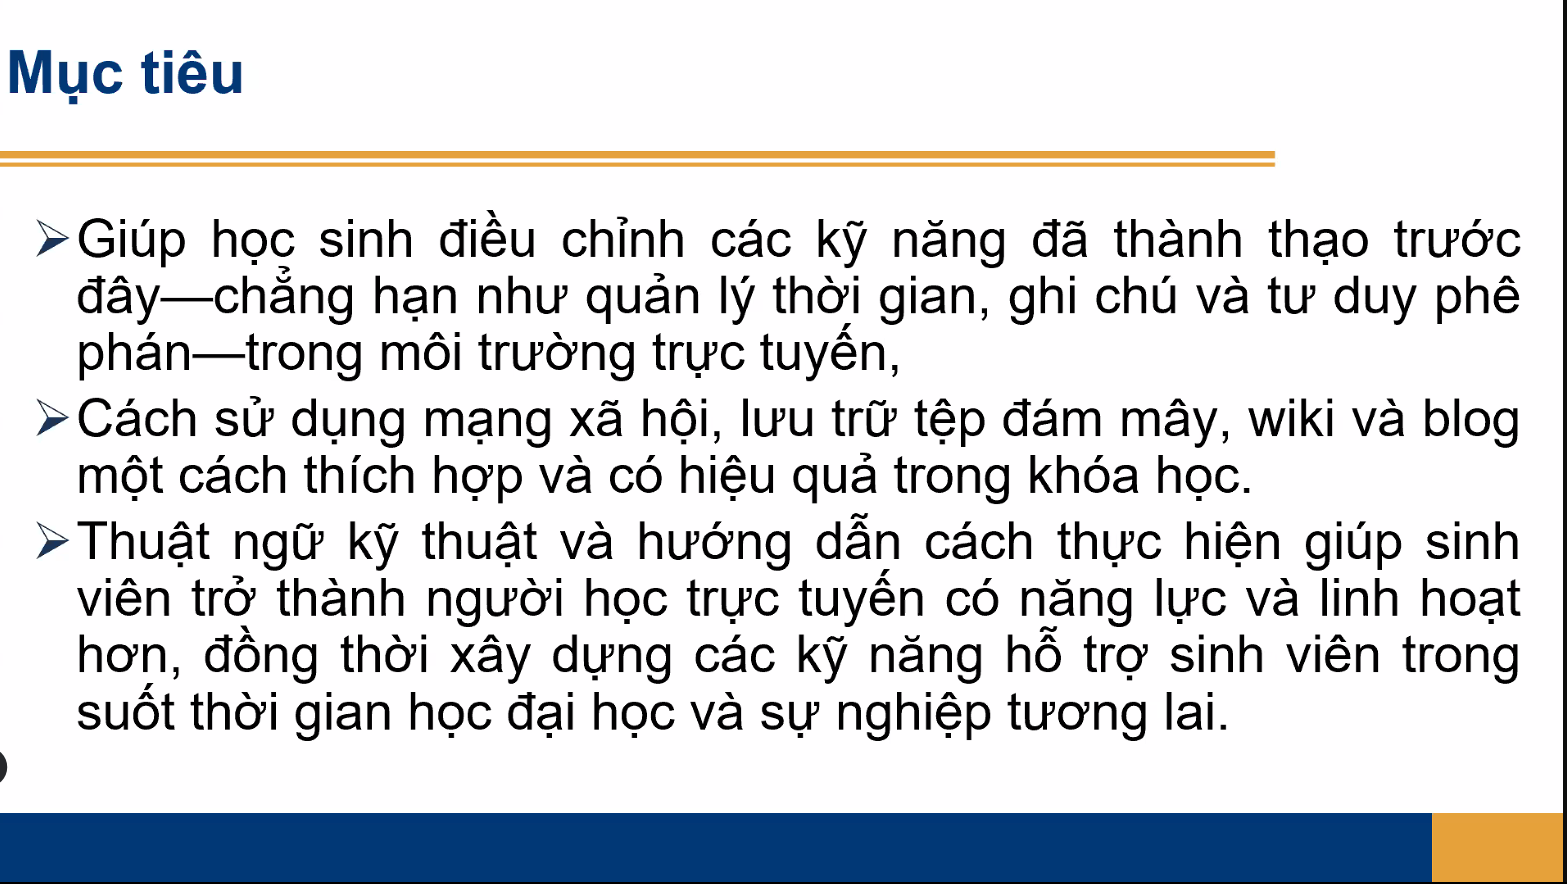 Mục tiêu
➢Giúp học sinh điều chỉnh các kỹ năng đã thành thạo trước
đây—chẳng hạn như quản lý thời gian, ghi chú và tư duy phê
phán—trong môi trường trực tuyến,
➢Cách sử dụng mạng xã hội, lưu trữ tệp đám mây, wiki và blog
một cách thích hợp và có hiệu quả trong khóa học.
➢Thuật ngữ kỹ thuật và hướng dẫn cách thực hiện giúp sinh
viên trở thành người học trực tuyến có năng lực và linh hoạt
hơn, đồng thời xây dựng các kỹ năng hỗ trợ sinh viên trong
suốt thời gian học đại học và sự nghiệp tương lai.